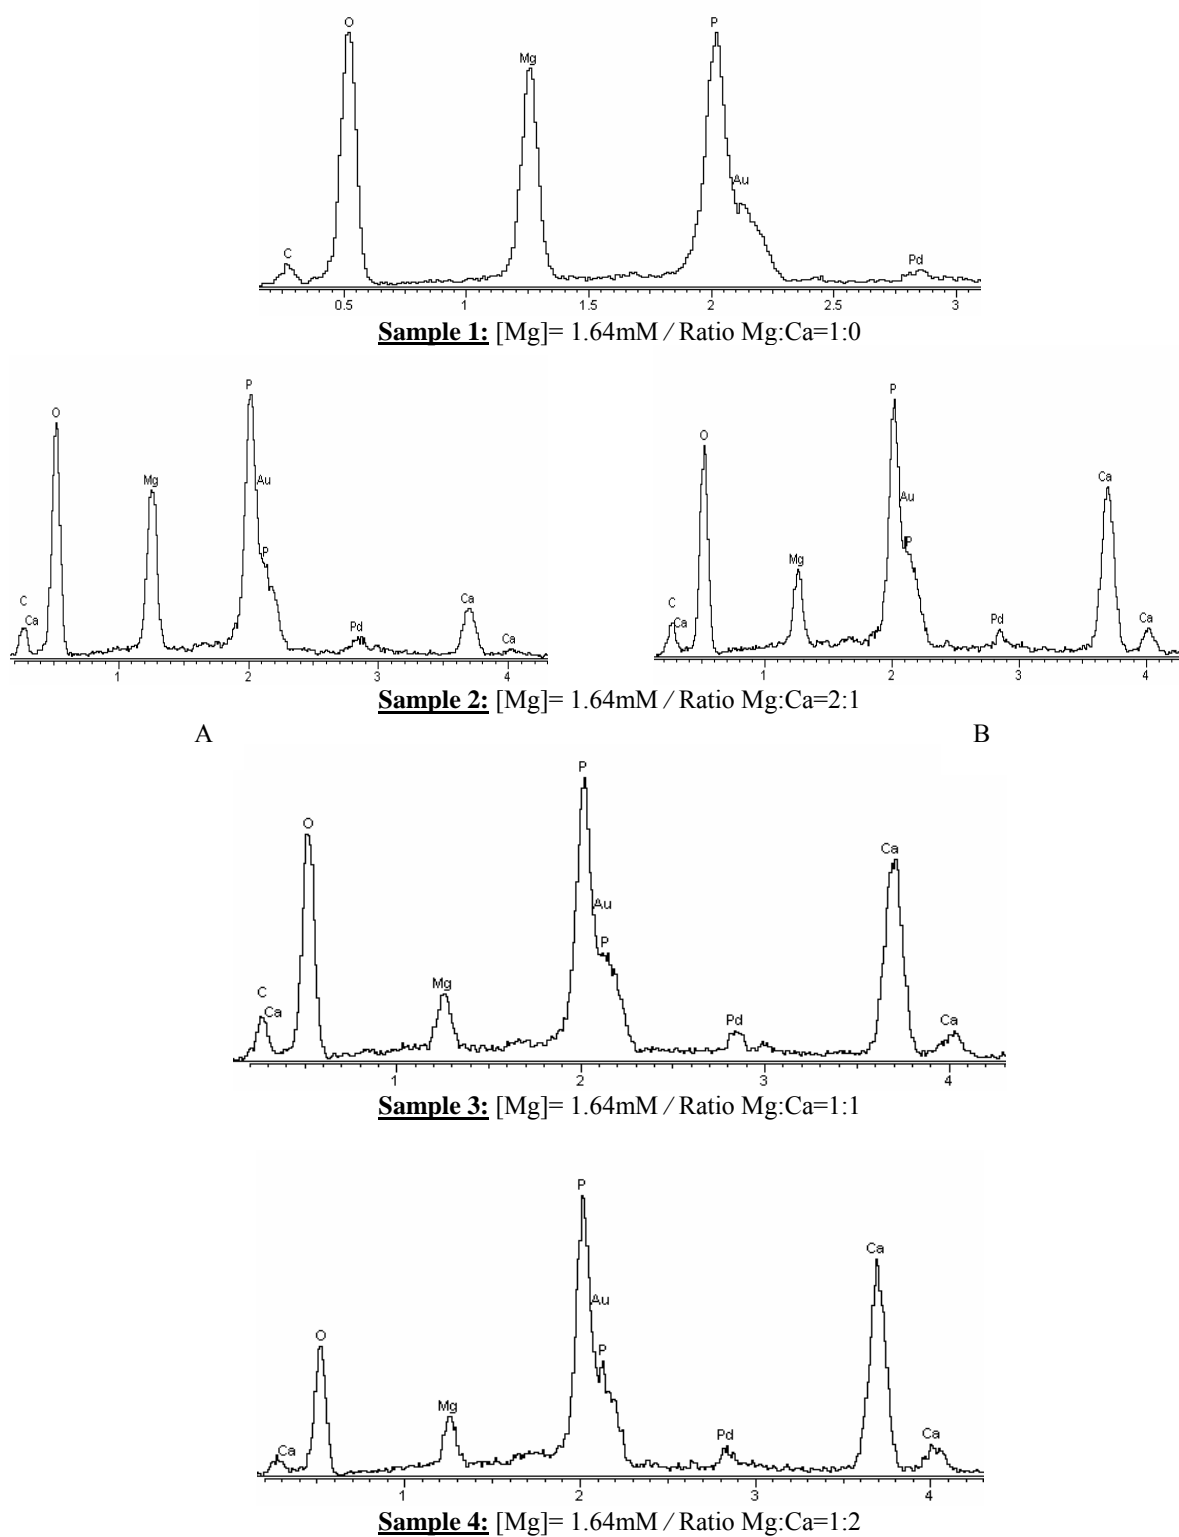 O
P
Mg
Au
C
Pd
0.5 1 1.5 2 2.5 3
Sample 1: [Mg]= 1.64mM / Ratio Mg:Ca=1:0
P
O
Mg
Au
P
C
Ca
Ca
Pd
Ca
1 2 3 4
P
O
Ca
Au
P
Mg
C
Ca
Pd
Ca
1 2 3 4
Sample 2: [Mg]= 1.64mM / Ratio Mg:Ca=2:1
A B
P
O
Ca
Au
P
Mg
C
Ca
Pd
Ca
1 2 3 4
Sample 3: [Mg]= 1.64mM / Ratio Mg:Ca=1:1
P
Ca
Au
O
P
Mg
Ca
Pd
Ca
1 2 3 4
Sample 4: [Mg]= 1.64mM / Ratio Mg:Ca=1:2